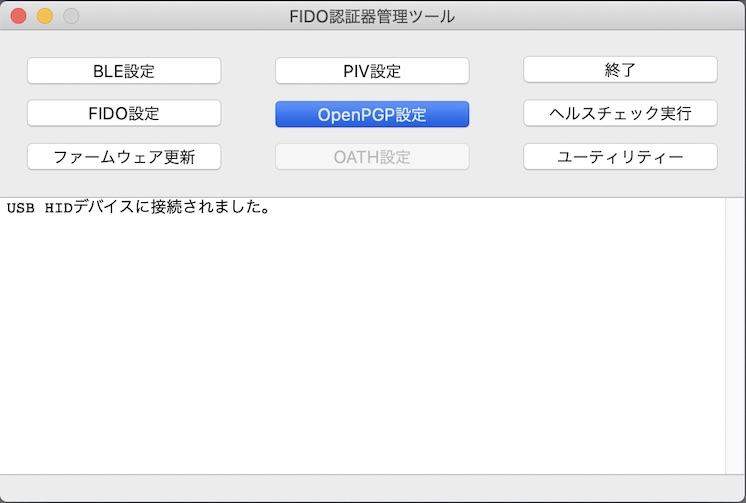 FIDO認証器管理ツール
BLE設定
PIV設定
終了
FIDO設定
OpenPGP設定
ヘルスチェック実行
ファームウェア更新
OATH設定
ユーティリティー
USB HIDデバイスに接続されました。